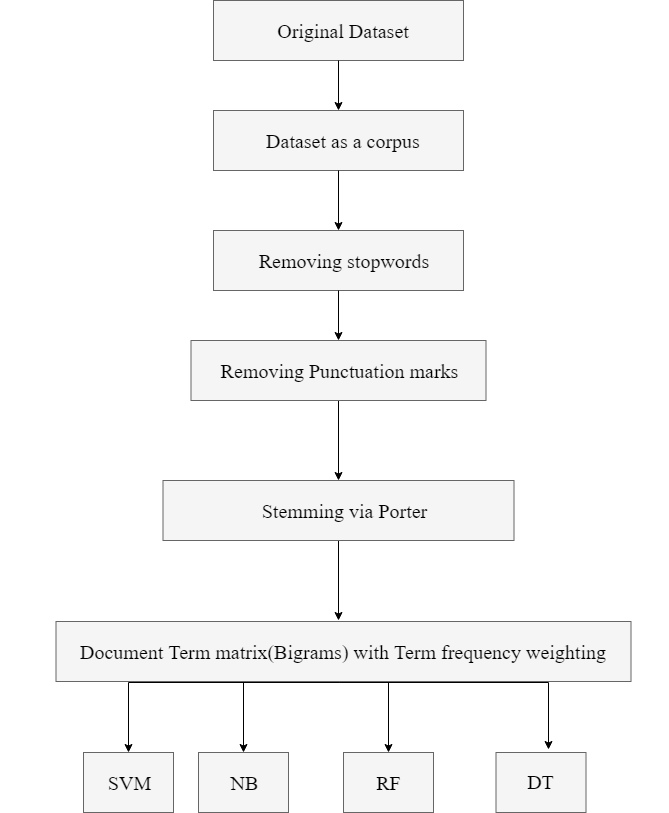 Original Dataset
Dataset as a corpus
Removing stopwords
Removing Punctuation marks
Stemming via Porter
Document Term matrix(Bigrams) with Term frequency weighting
SVM
NB
RF
DT